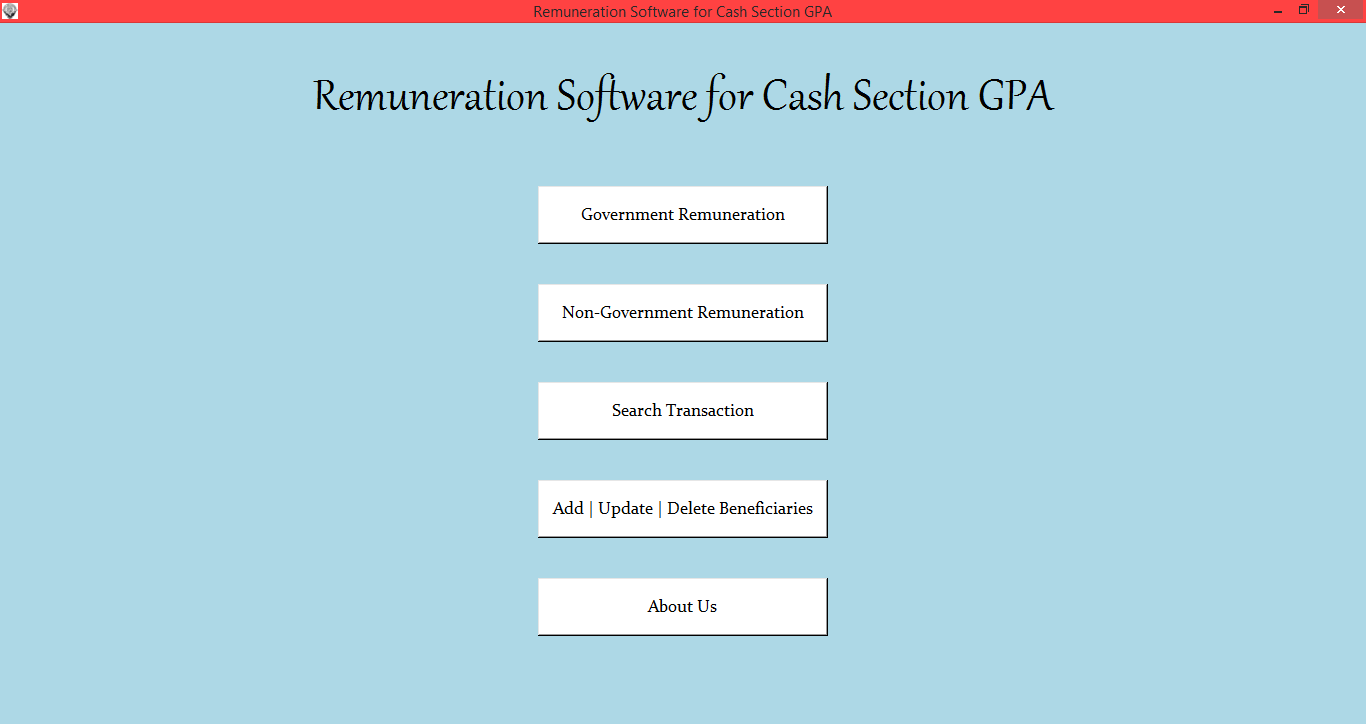 Remuneration Software for Cash Section GPA
Remuneration Software for Cash Section GPA
Government Remuneration
Non-Government Remuneration
Search Transaction
Add | Update | Delete Beneficiaries
About Us